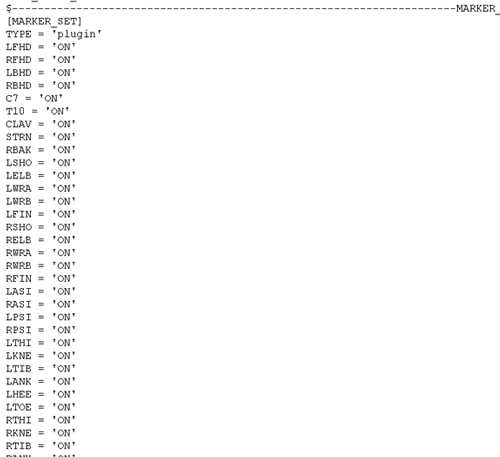 $----------------------------------------------------------------------MARKER_
[MARKER_SET]
TYPE = 'plugin'
LFHD = 'ON'
RFHD = 'ON'
LBHD = 'ON'
RBHD = 'ON'
C7 = 'ON'
T10 = 'ON'
CLAV = 'ON'
STRN = 'ON'
RBAK = 'ON'
LSHO = 'ON'
LELB = 'ON'
LWRA = 'ON'
LWRB = 'ON'
LFIN = 'ON'
RSHO = 'ON'
RELB = 'ON'
RWRA = 'ON'
RWRB = 'ON'
RFIN = 'ON'
LASI = 'ON'
RASI = 'ON'
LPSI = 'ON'
RPSI = 'ON'
LTHI = 'ON'
LKNE = 'ON'
LTIB = 'ON'
LANK = 'ON'
LHEE = 'ON'
LTOE = 'ON'
RTHI = 'ON'
RKNE = 'ON'
RTIB = 'ON'